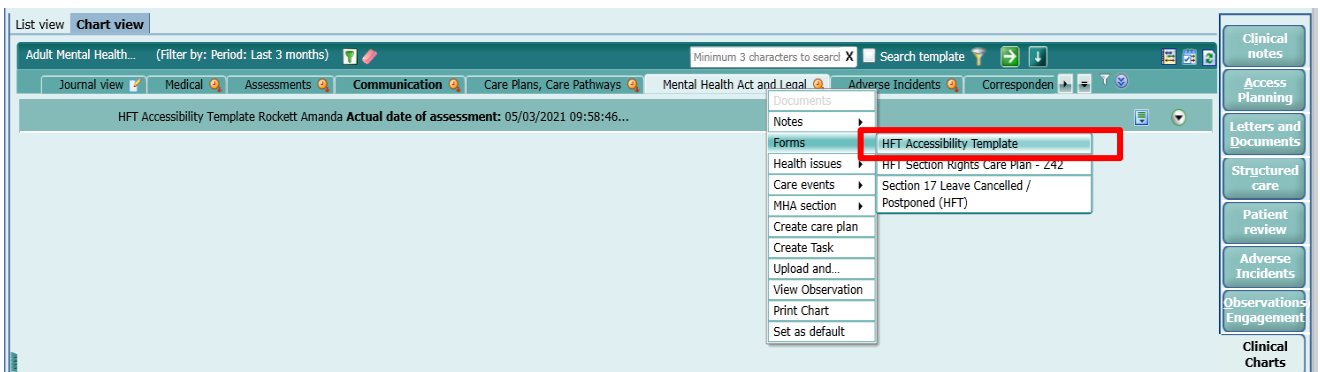 List view Chart view
Adult Mental Health... (Filter by: Period: Last 3 months) Minimum 3 characters to search X Search template
Journal view Medical Assessments Communication Care Plans, Care Pathways Mental Health Act and Legal Adverse Incidents Corresponden
HFT Accessibility Template Rockett Amanda Actual date of assessment: 05/03/2021 09:58:46...
Documents
Notes
Forms
Health issues
Care events
MHA section
Create care plan
Create Task
Upload and...
View Observation
Print Chart
Set as default
HFT Accessibility Template
HFT Section Rights Care Plan - Z42
Section 17 Leave Cancelled /
Postponed (HFT)
Clinical
notes
Access
Planning
Letters and
Documents
Structured
care
Patient
review
Adverse
Incidents
Observations
Engagement
Clinical
Charts